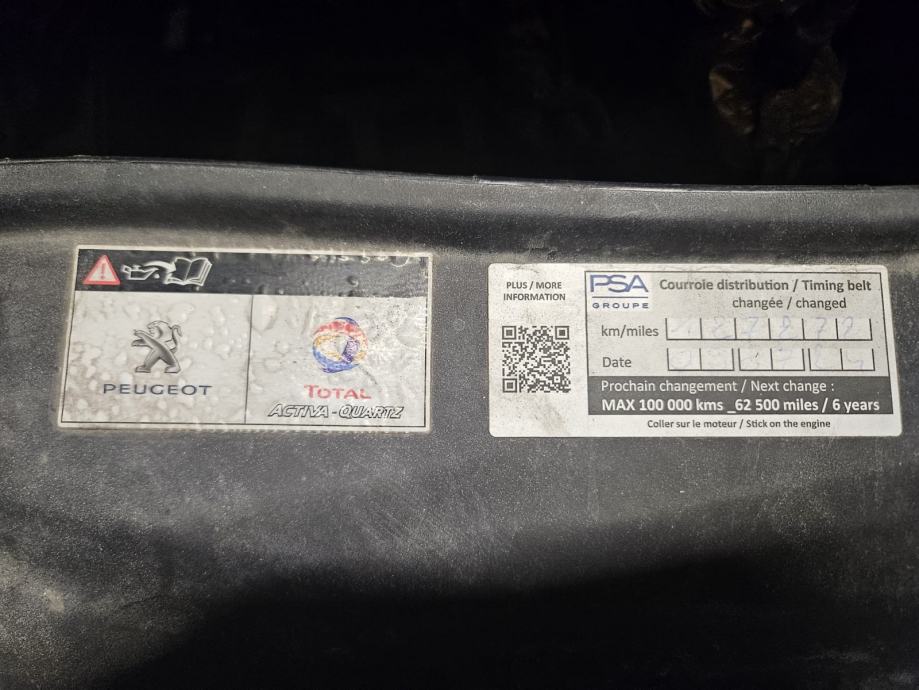 PEUGEOT
TOTAL
ACTIVA-QUARTZ
PLUS / MORE
INFORMATION
PSA
GROUPE
Courroie distribution / Timing belt
changée / changed
km/miles
Date
Prochain changement / Next change :
MAX 100 000 kms _62 500 miles / 6 years
Coller sur le moteur / Stick on the engine